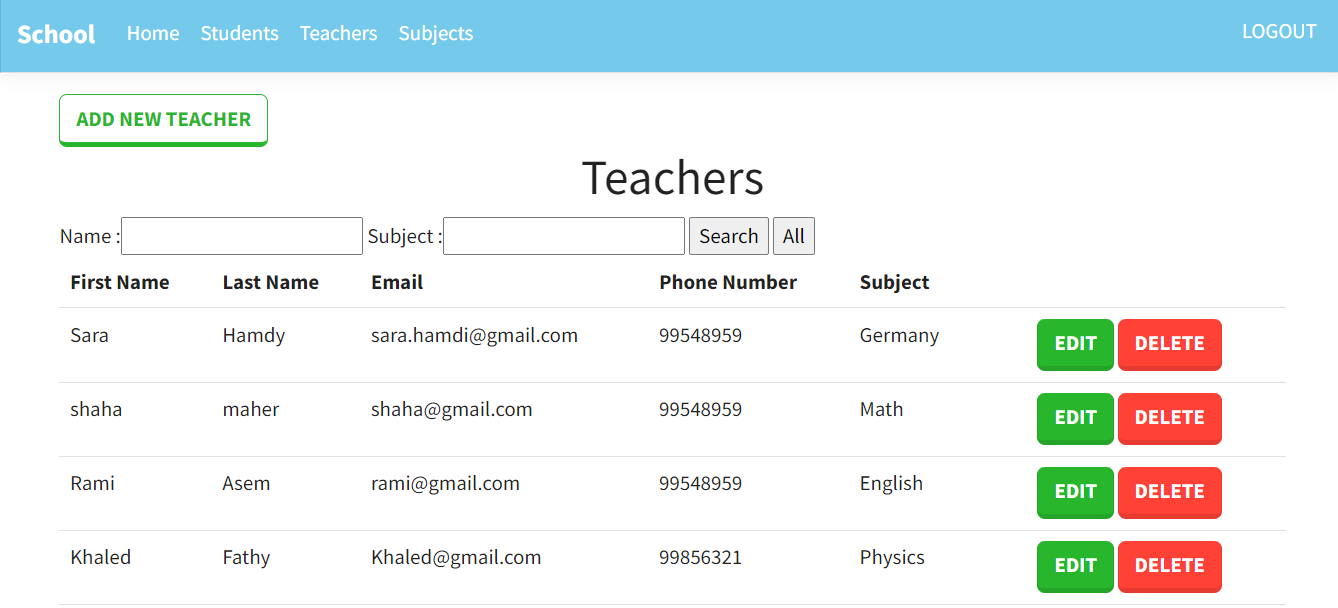 School Home Students Teachers Subjects LOGOUT
ADD NEW TEACHER
Teachers
Name : Subject : Search All
First Name Last Name Email Phone Number Subject
Sara Hamdy sara.hamdi@gmail.com 99548959 Germany EDIT DELETE
shaha maher shaha@gmail.com 99548959 Math EDIT DELETE
Rami Asem rami@gmail.com 99548959 English EDIT DELETE
Khaled Fathy Khaled@gmail.com 99856321 Physics EDIT DELETE